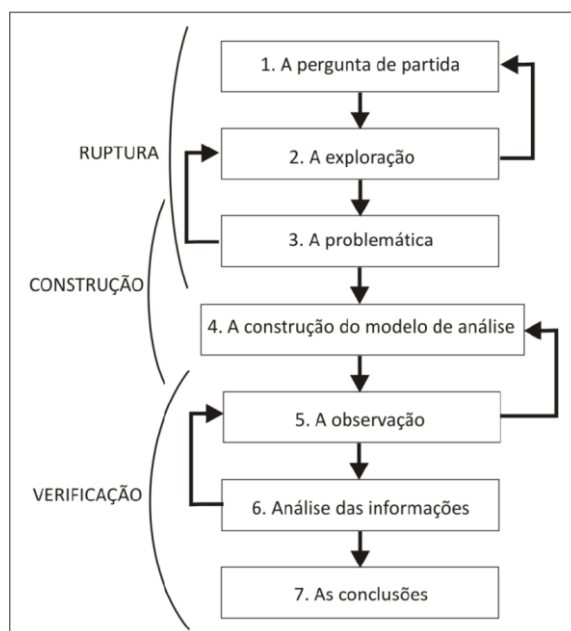 1. A pergunta de partida
RUPTURA
2. A exploração
3. A problemática
CONSTRUÇÃO
4. A construção do modelo de análise
5. A observação
VERIFICAÇÃO
6. Análise das informações
7. As conclusões